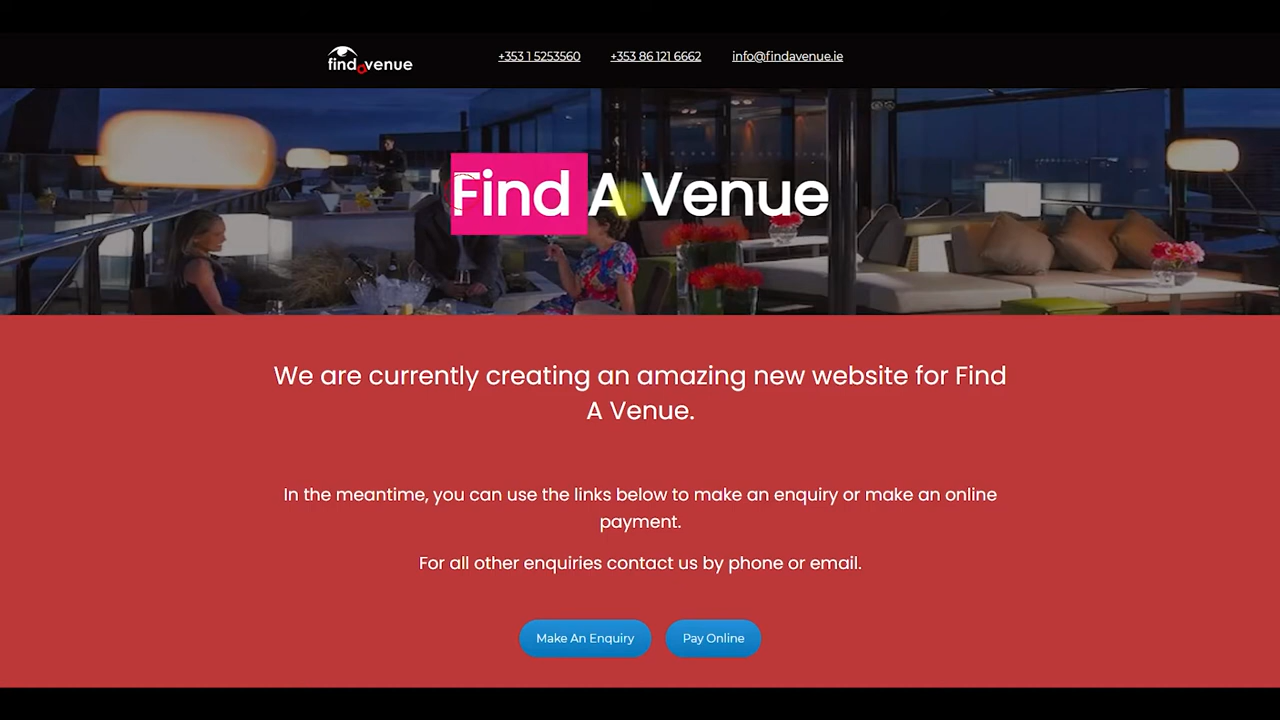 findavenue
+353 1 5253560
+353 86 121 6662
info@findavenue.ie
Find A Venue
We are currently creating an amazing new website for Find
A Venue.
In the meantime, you can use the links below to make an enquiry or make an online
payment.
For all other enquiries contact us by phone or email.
Make An Enquiry
Pay Online